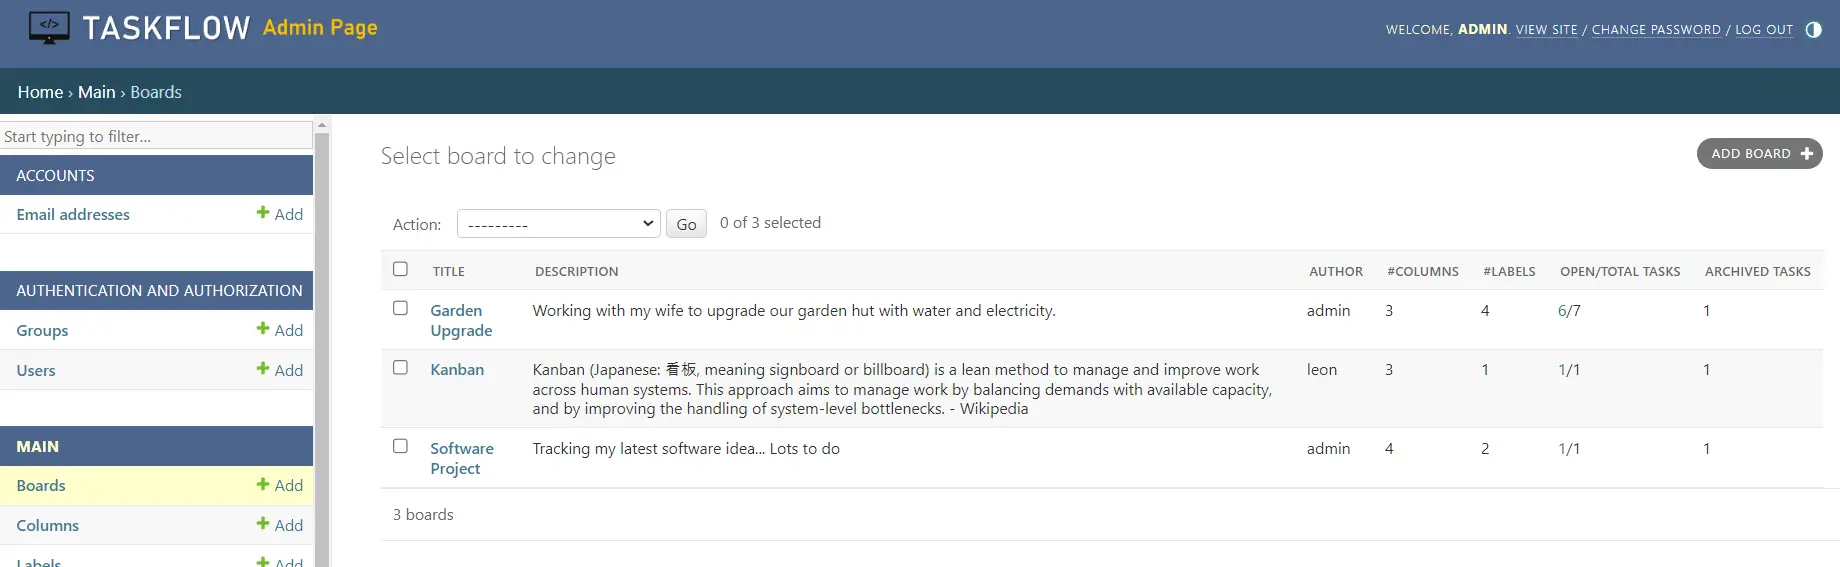 </> TASKFLOW Admin Page
WELCOME, ADMIN. VIEW SITE / CHANGE PASSWORD / LOG OUT
Home › Main › Boards
Start typing to filter...
ACCOUNTS
Email addresses + Add
AUTHENTICATION AND AUTHORIZATION
Groups + Add
Users + Add
MAIN
Boards + Add
Columns + Add
Labels + Add
Select board to change
ADD BOARD +
Action: --------- Go 0 of 3 selected
TITLE DESCRIPTION AUTHOR #COLUMNS #LABELS OPEN/TOTAL TASKS ARCHIVED TASKS
Garden Working with my wife to upgrade our garden hut with water and electricity. admin 3 4 6/7 1
Upgrade
Kanban Kanban (Japanese: 看板, meaning signboard or billboard) is a lean method to manage and improve work leon 3 1 1/1 1
across human systems. This approach aims to manage work by balancing demands with available capacity,
and by improving the handling of system-level bottlenecks. - Wikipedia
Software Tracking my latest software idea... Lots to do admin 4 2 1/1 1
Project
3 boards